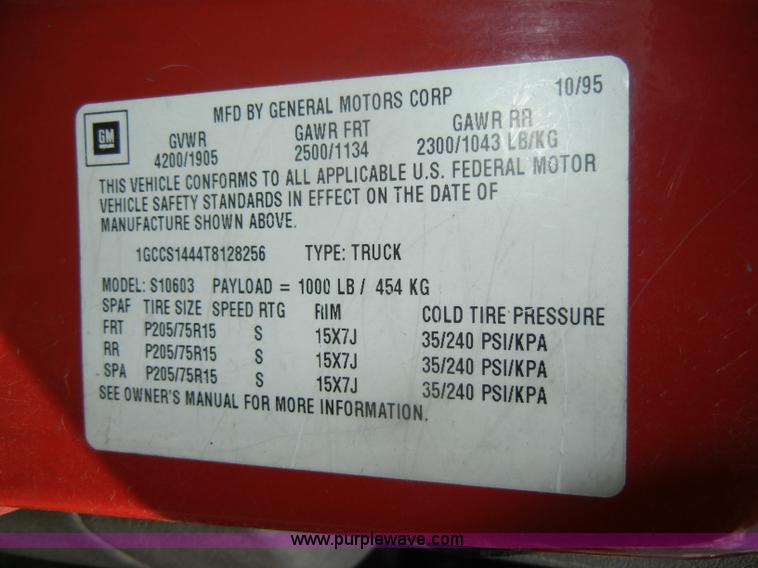 MFD BY GENERAL MOTORS CORP 10/95
GM
GVWR GAWR FRT GAWR RR
4200/1905 2500/1134 2300/1043 LB/KG
THIS VEHICLE CONFORMS TO ALL APPLICABLE U.S. FEDERAL MOTOR
VEHICLE SAFETY STANDARDS IN EFFECT ON THE DATE OF
MANUFACTURE SHOWN ABOVE.
1GCCS1444T8128256 TYPE: TRUCK
MODEL: S10603 PAYLOAD = 1000 LB / 454 KG
SPAF TIRE SIZE SPEED RTG RIM COLD TIRE PRESSURE
FRT P205/75R15 S 15X7J 35/240 PSI/KPA
RR P205/75R15 S 15X7J 35/240 PSI/KPA
SPA P205/75R15 S 15X7J 35/240 PSI/KPA
SEE OWNER'S MANUAL FOR MORE INFORMATION.
www.purplewave.com